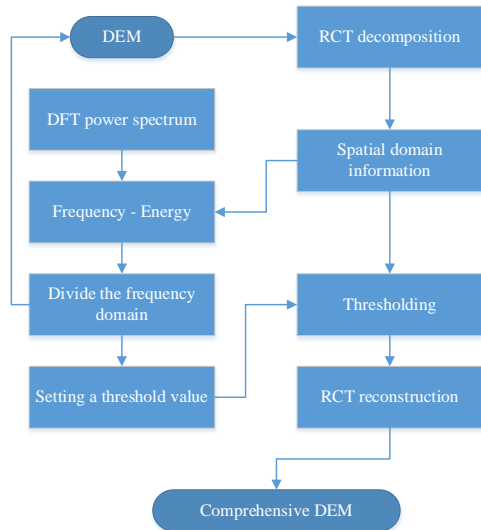 DEM
RCT decomposition
DFT power spectrum
Spatial domain
information
Frequency - Energy
Divide the frequency
domain
Thresholding
Setting a threshold value
RCT reconstruction
Comprehensive DEM